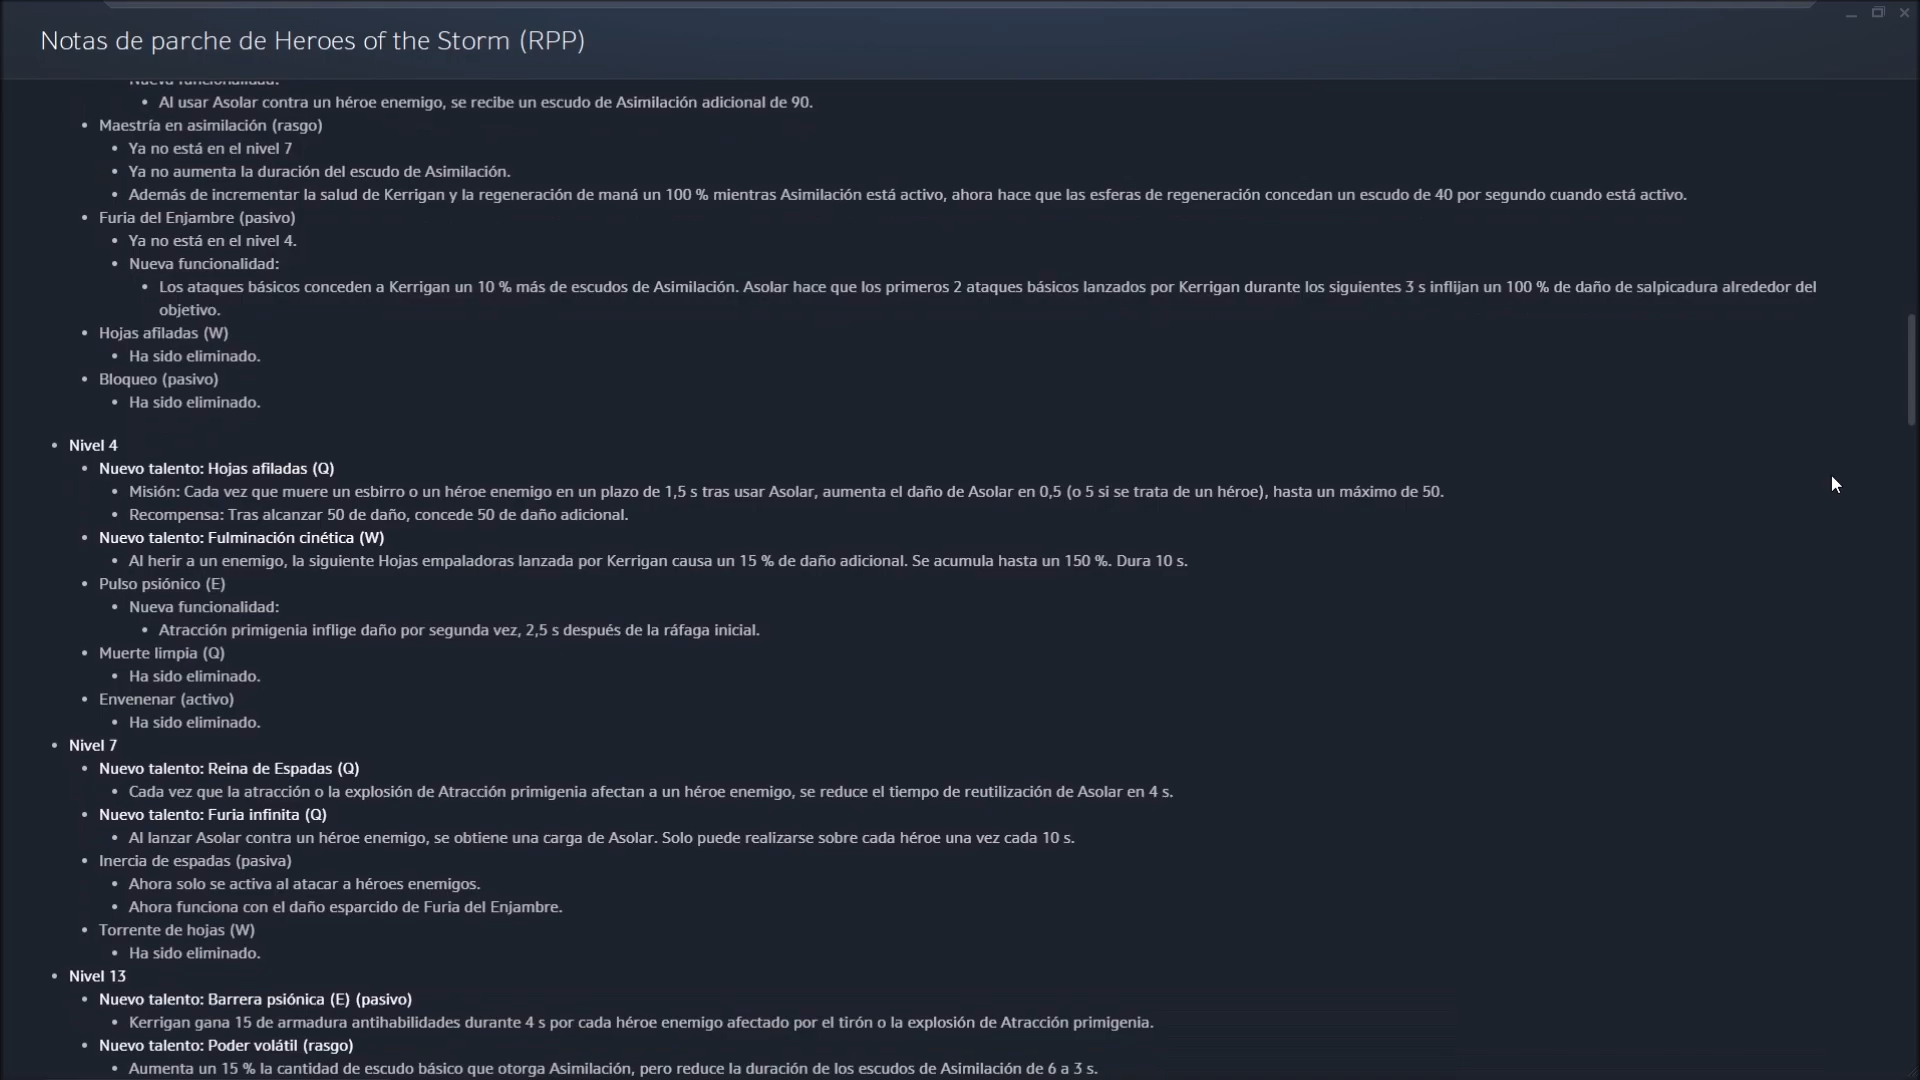 Notas de parche de Heroes of the Storm (RPP)
Nueva funcionalidad:
• Al usar Asolar contra un héroe enemigo, se recibe un escudo de Asimilación adicional de 90.
• Maestría en asimilación (rasgo)
• Ya no está en el nivel 7
• Ya no aumenta la duración del escudo de Asimilación.
• Además de incrementar la salud de Kerrigan y la regeneración de maná un 100 % mientras Asimilación está activo, ahora hace que las esferas de regeneración concedan un escudo de 40 por segundo cuando está activo.
• Furia del Enjambre (pasivo)
• Ya no está en el nivel 4.
• Nueva funcionalidad:
• Los ataques básicos conceden a Kerrigan un 10 % más de escudos de Asimilación. Asolar hace que los primeros 2 ataques básicos lanzados por Kerrigan durante los siguientes 3 s inflijan un 100 % de daño de salpicadura alrededor del
objetivo.
• Hojas afiladas (W)
• Ha sido eliminado.
• Bloqueo (pasivo)
• Ha sido eliminado.
• Nivel 4
• Nuevo talento: Hojas afiladas (Q)
• Misión: Cada vez que muere un esbirro o un héroe enemigo en un plazo de 1,5 s tras usar Asolar, aumenta el daño de Asolar en 0,5 (o 5 si se trata de un héroe), hasta un máximo de 50.
• Recompensa: Tras alcanzar 50 de daño, concede 50 de daño adicional.
• Nuevo talento: Fulminación cinética (W)
• Al herir a un enemigo, la siguiente Hojas empaladoras lanzada por Kerrigan causa un 15 % de daño adicional. Se acumula hasta un 150 %. Dura 10 s.
• Pulso psiónico (E)
• Nueva funcionalidad:
• Atracción primigenia inflige daño por segunda vez, 2,5 s después de la ráfaga inicial.
• Muerte limpia (Q)
• Ha sido eliminado.
• Envenenar (activo)
• Ha sido eliminado.
• Nivel 7
• Nuevo talento: Reina de Espadas (Q)
• Cada vez que la atracción o la explosión de Atracción primigenia afectan a un héroe enemigo, se reduce el tiempo de reutilización de Asolar en 4 s.
• Nuevo talento: Furia infinita (Q)
• Al lanzar Asolar contra un héroe enemigo, se obtiene una carga de Asolar. Solo puede realizarse sobre cada héroe una vez cada 10 s.
• Inercia de espadas (pasiva)
• Ahora solo se activa al atacar a héroes enemigos.
• Ahora funciona con el daño esparcido de Furia del Enjambre.
• Torrente de hojas (W)
• Ha sido eliminado.
• Nivel 13
• Nuevo talento: Barrera psiónica (E) (pasivo)
• Kerrigan gana 15 de armadura antihabilidades durante 4 s por cada héroe enemigo afectado por el tirón o la explosión de Atracción primigenia.
• Nuevo talento: Poder volátil (rasgo)
• Aumenta un 15 % la cantidad de escudo básico que otorga Asimilación, pero reduce la duración de los escudos de Asimilación de 6 a 3 s.